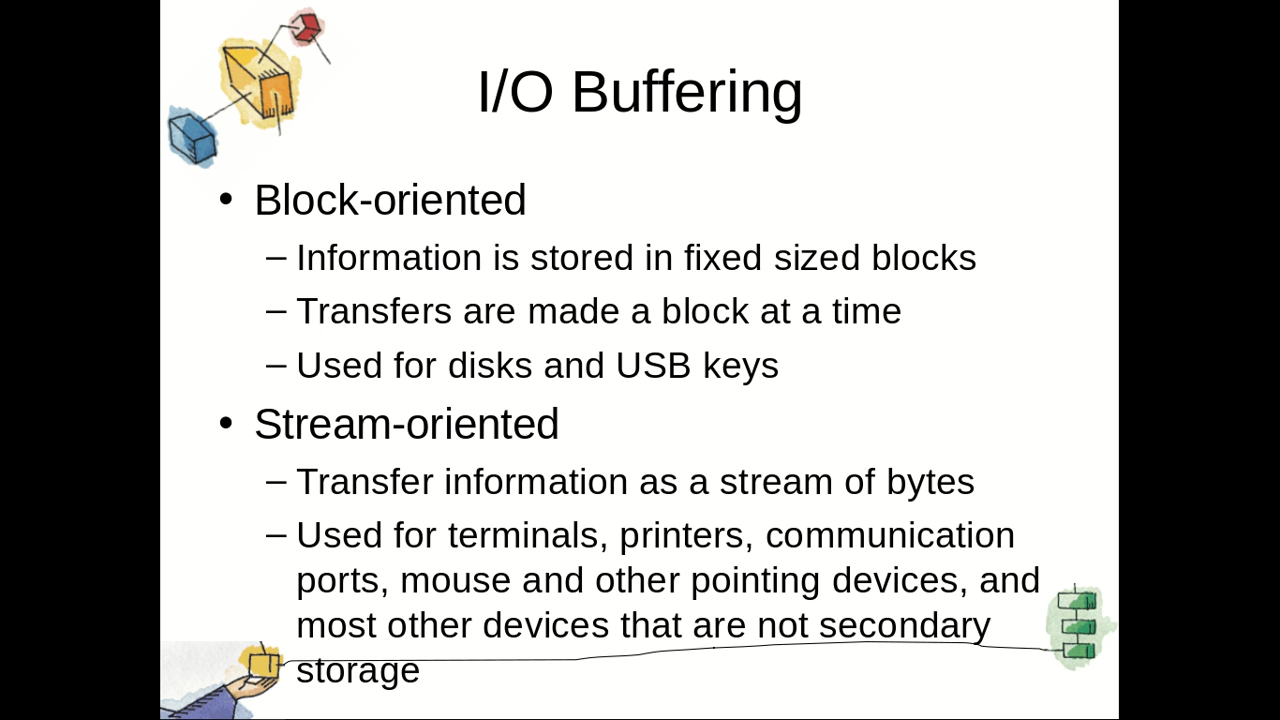 I/O Buffering
• Block-oriented
– Information is stored in fixed sized blocks
– Transfers are made a block at a time
– Used for disks and USB keys
• Stream-oriented
– Transfer information as a stream of bytes
– Used for terminals, printers, communication
ports, mouse and other pointing devices, and
most other devices that are not secondary
storage